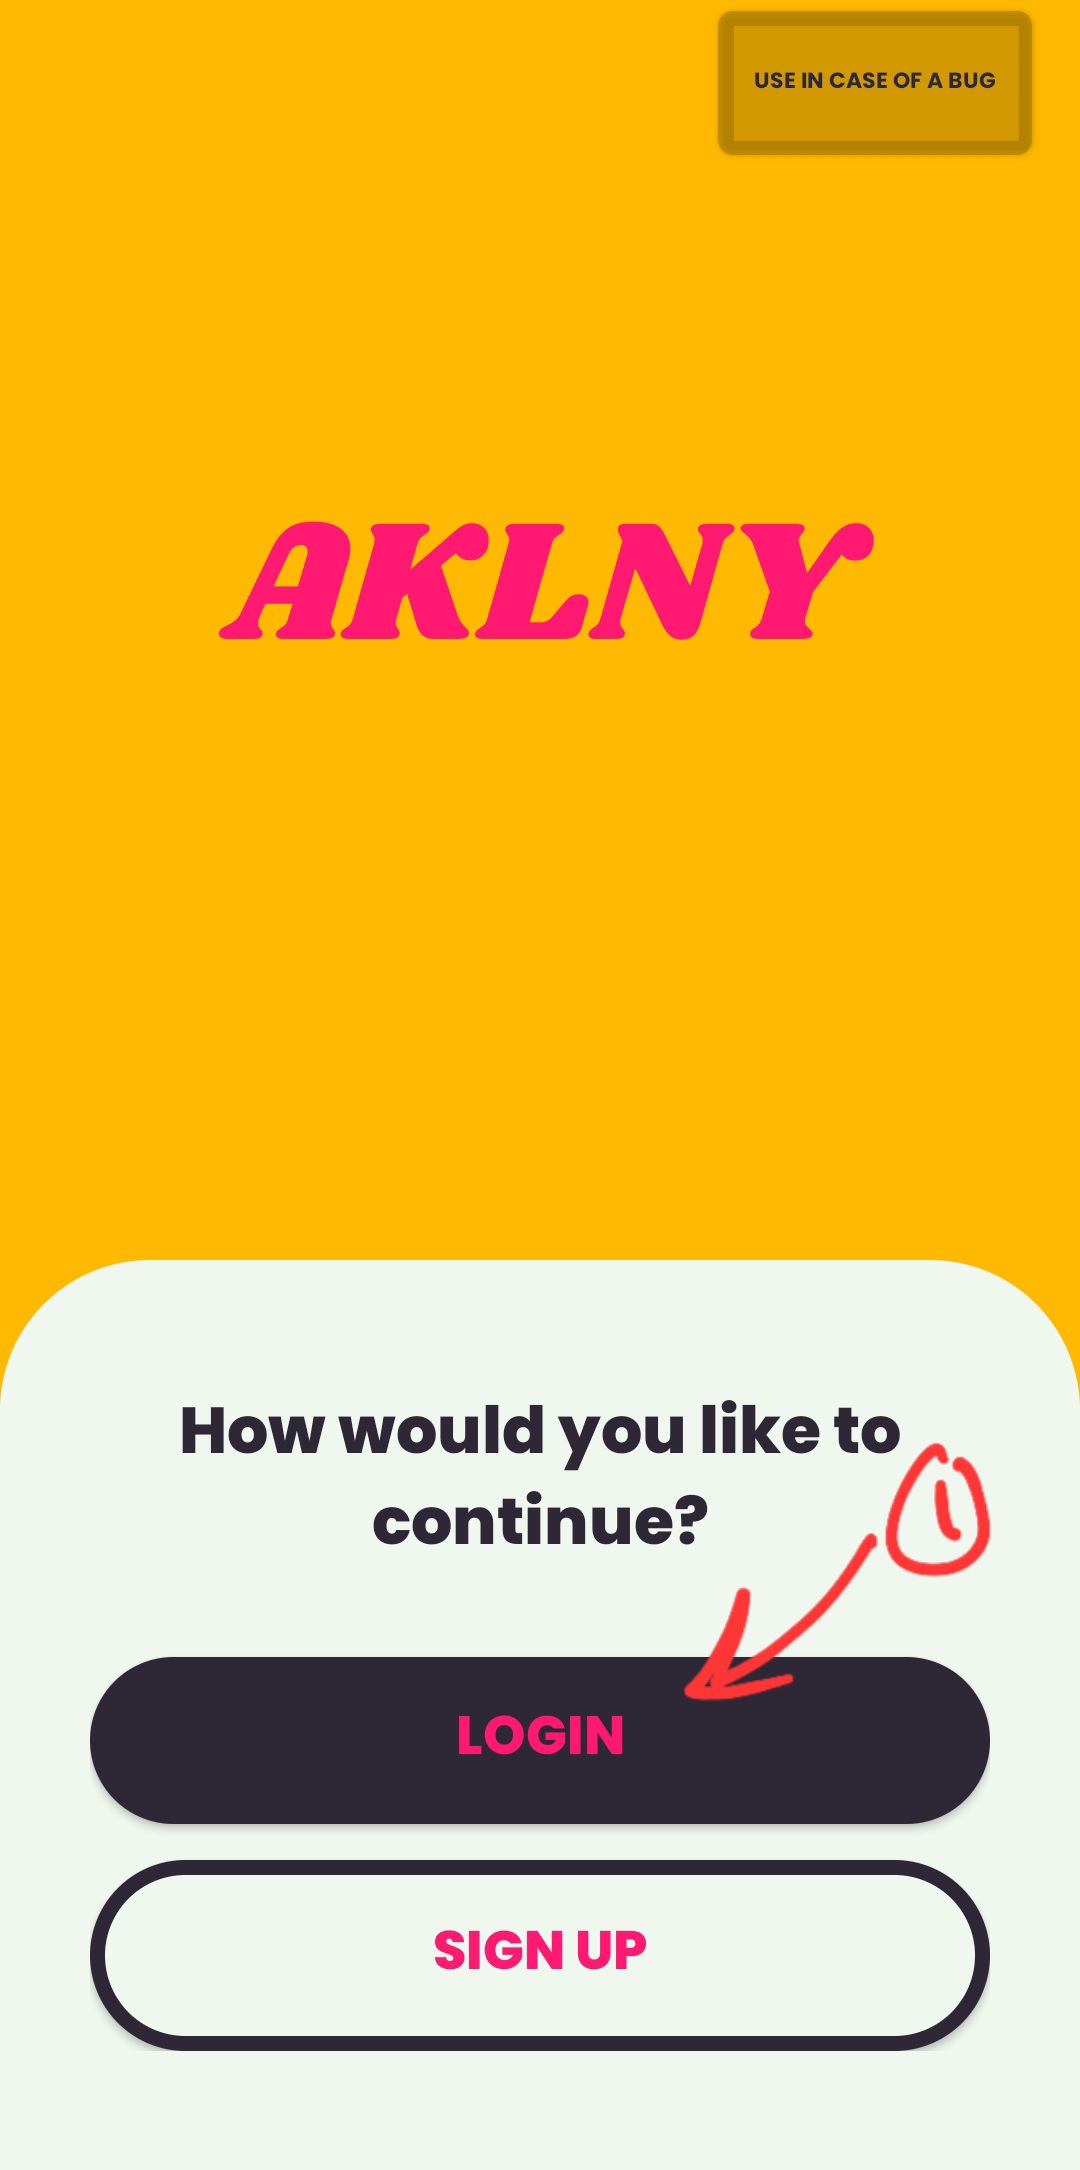 USE IN CASE OF A BUG
AKLNY
How would you like to
continue?
1
LOGIN
SIGN UP